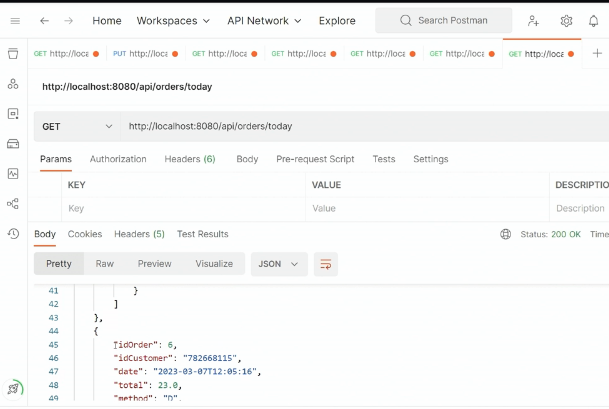 Home Workspaces API Network Explore Search Postman
GET http://loca PUT http://loca GET http://loca GET http://loca GET http://loca GET http://loca GET http://loca
http://localhost:8080/api/orders/today
GET http://localhost:8080/api/orders/today
Params Authorization Headers (6) Body Pre-request Script Tests Settings
KEY VALUE DESCRIPTIO
Key Value Description
Body Cookies Headers (5) Test Results Status: 200 OK Time
Pretty Raw Preview Visualize JSON
41 }
42 ]
43 },
44 {
45 "idOrder": 6,
46 "idCustomer": "782668115",
47 "date": "2023-03-07T12:05:16",
48 "total": 23.0,
49 "method": "D",